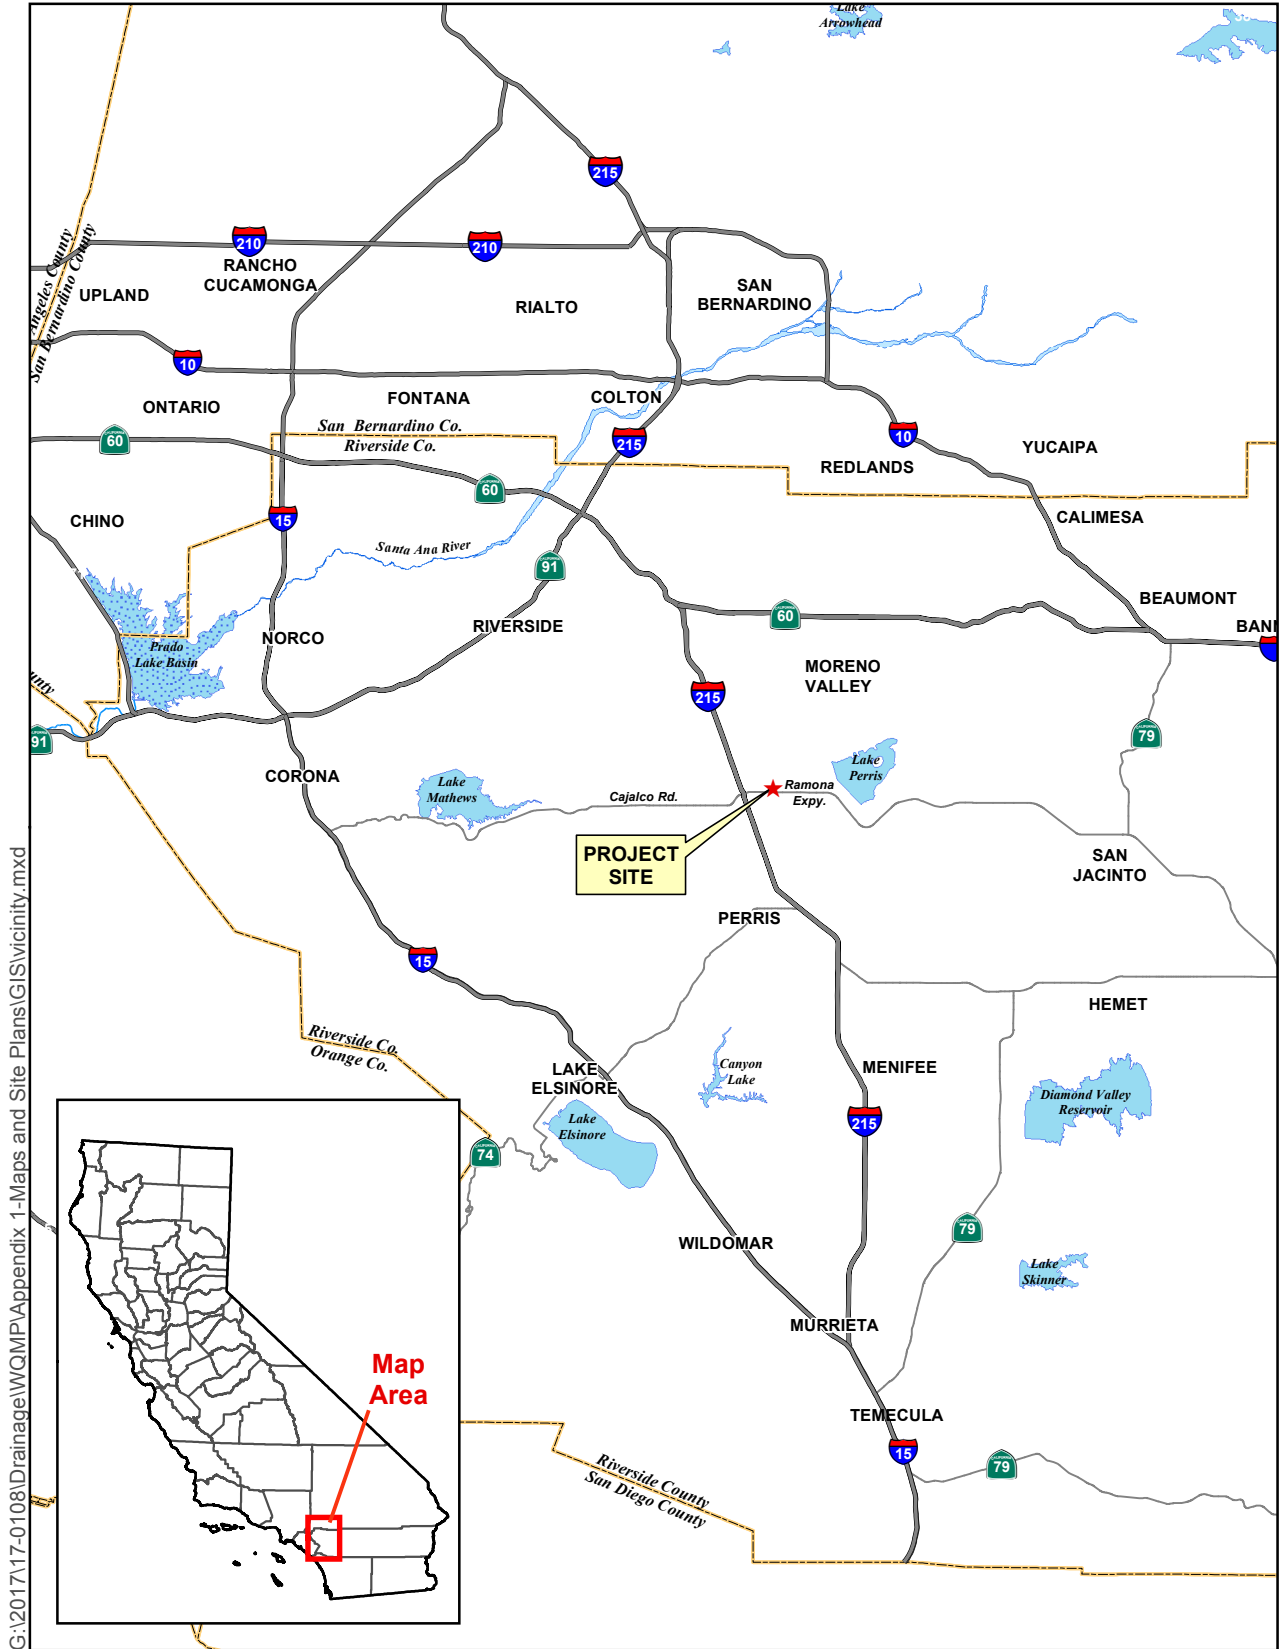 Lake
Arrowhead
38
215
210
210
RANCHO
CUCAMONGA
Angeles County
San Bernardino County
UPLAND
SAN
BERNARDINO
RIALTO
10
FONTANA
COLTON
ONTARIO
San Bernardino Co.
Riverside Co.
60
215
10
YUCAIPA
REDLANDS
60
15
CHINO
CALIMESA
Santa Ana River
91
BEAUMONT
60
RIVERSIDE
NORCO
BANN
Prado
Lake Basin
MORENO
VALLEY
unty
215
91
79
CORONA
Lake
Perris
Lake
Mathews
Cajalco Rd.
Ramona
Expy.
PROJECT
SITE
SAN
JACINTO
PERRIS
15
HEMET
Riverside Co.
Orange Co.
LAKE
ELSINORE
Canyon
Lake
MENIFEE
Diamond Valley
Reservoir
Lake
Elsinore
215
74
79
WILDOMAR
Lake
Skinner
MURRIETA
Map
Area
TEMECULA
15
79
Riverside County
San Diego County
G:\2017\17-0108\Drainage\WQMP\Appendix 1-Maps and Site Plans\GIS\vicinity.mxd